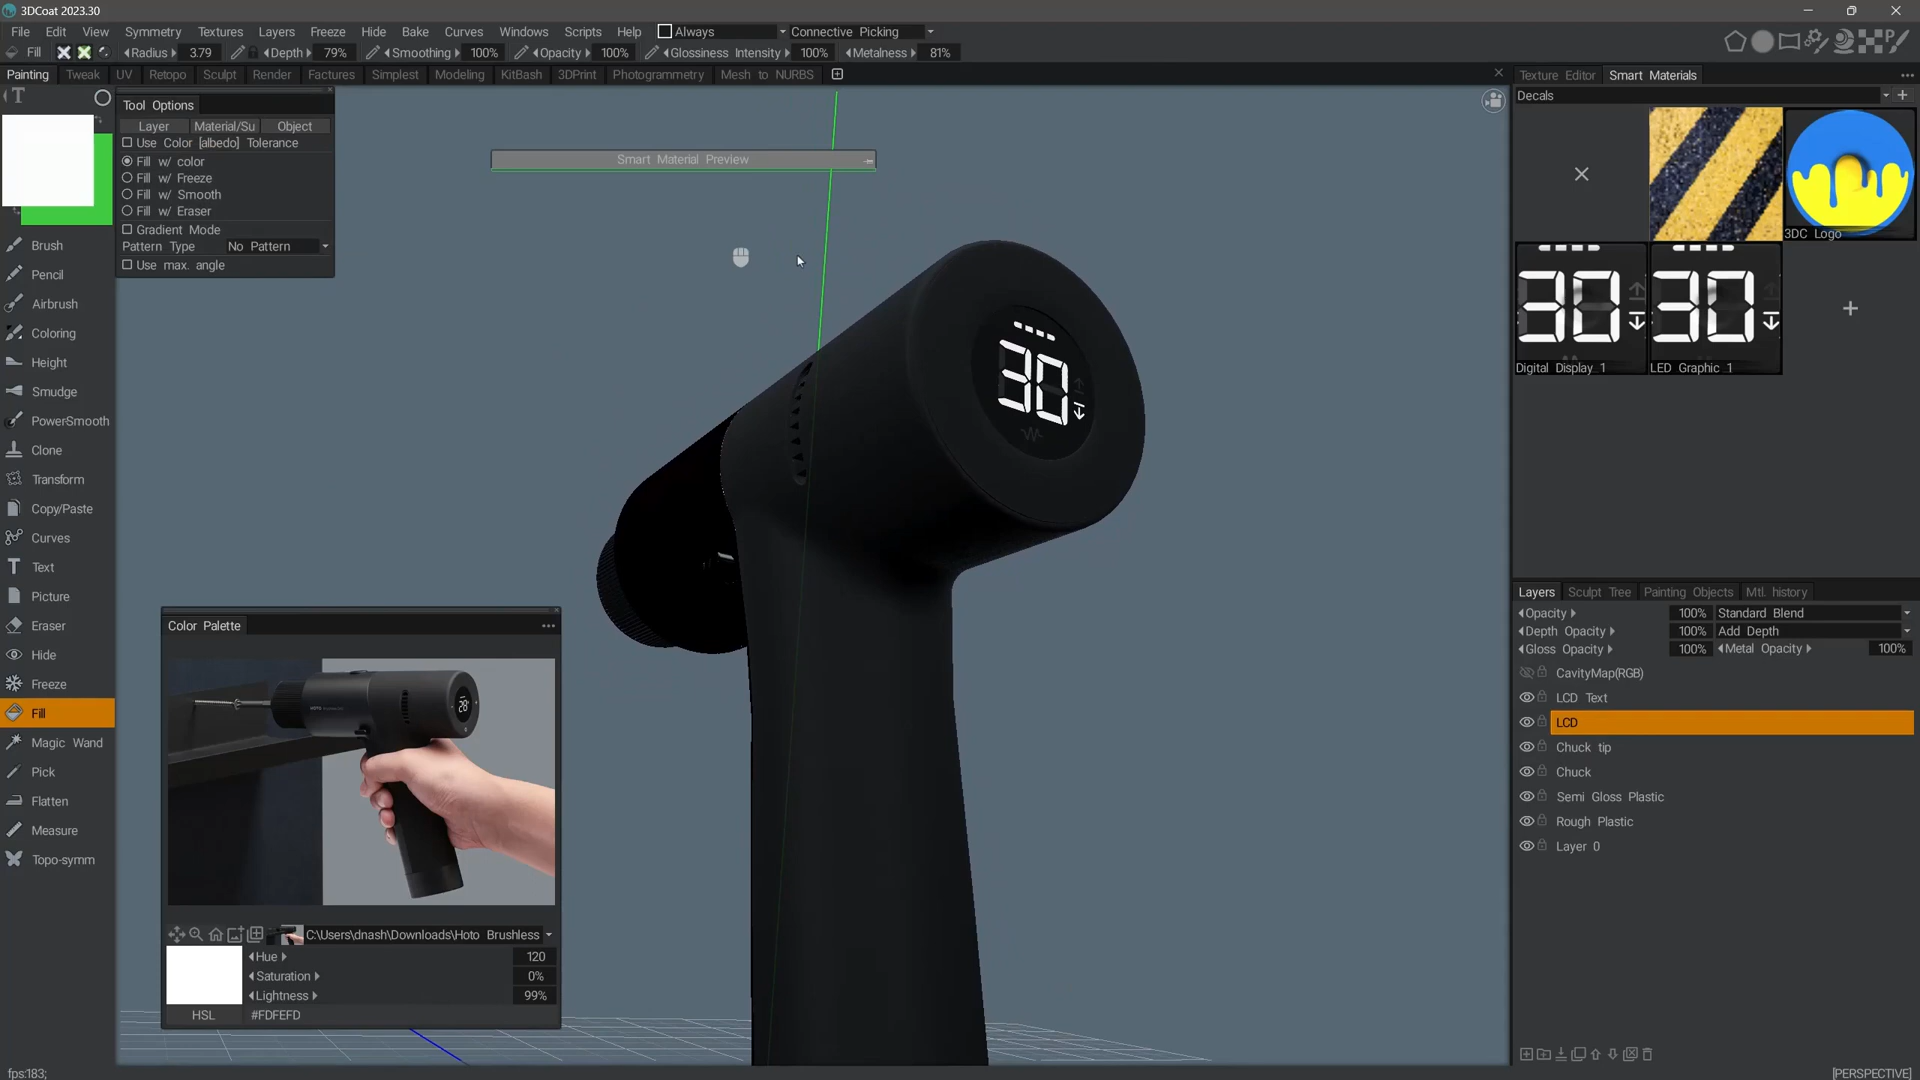 3DCoat 2023.30
File Edit View Symmetry Textures Layers Freeze Hide Bake Curves Windows Scripts Help Always Connective Picking
Fill Radius 3.79 Depth 79% Smoothing 100% Opacity 100% Glossiness Intensity 100% Metalness 81%
Painting Tweak UV Retopo Sculpt Render Factures Simplest Modeling KitBash 3DPrint Photogrammetry Mesh to NURBS
Texture Editor Smart Materials
Decals
Tool Options
Layer Material/Su Object
Use Color [albedo] Tolerance
Fill w/ color
Fill w/ Freeze
Fill w/ Smooth
Fill w/ Eraser
Gradient Mode
Pattern Type No Pattern
Use max. angle
Smart Material Preview
3DC Logo
30 30
Digital Display 1 LED Graphic 1
30
Brush
Pencil
Airbrush
Coloring
Height
Smudge
PowerSmooth
Clone
Transform
Copy/Paste
Curves
Text
Picture
Eraser
Hide
Freeze
Fill
Magic Wand
Pick
Flatten
Measure
Topo-symm
Color Palette
28
C:\Users\dnash\Downloads\Hoto Brushless
Hue 120
Saturation 0%
Lightness 99%
HSL #FDFEFD
Layers Sculpt Tree Painting Objects Mtl. history
Opacity 100% Standard Blend
Depth Opacity 100% Add Depth
Gloss Opacity 100% Metal Opacity 100%
CavityMap(RGB)
LCD Text
LCD
Chuck tip
Chuck
Semi Gloss Plastic
Rough Plastic
Layer 0
fps:183;
[PERSPECTIVE]